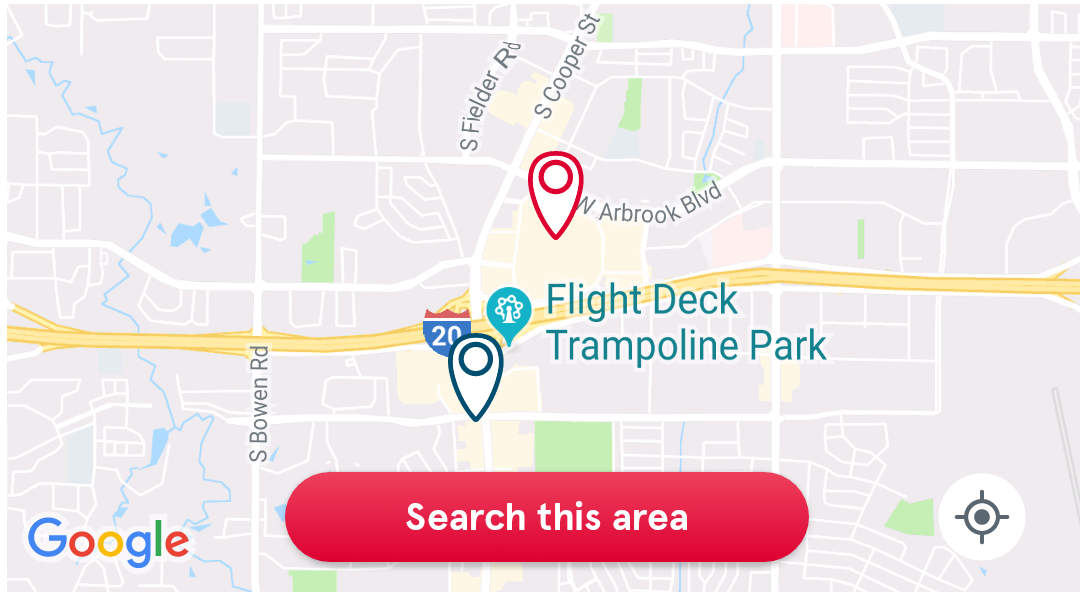 S Fielder Rd
S Cooper St
W Arbrook Blvd
Flight Deck
Trampoline Park
20
S Bowen Rd
Search this area
Google